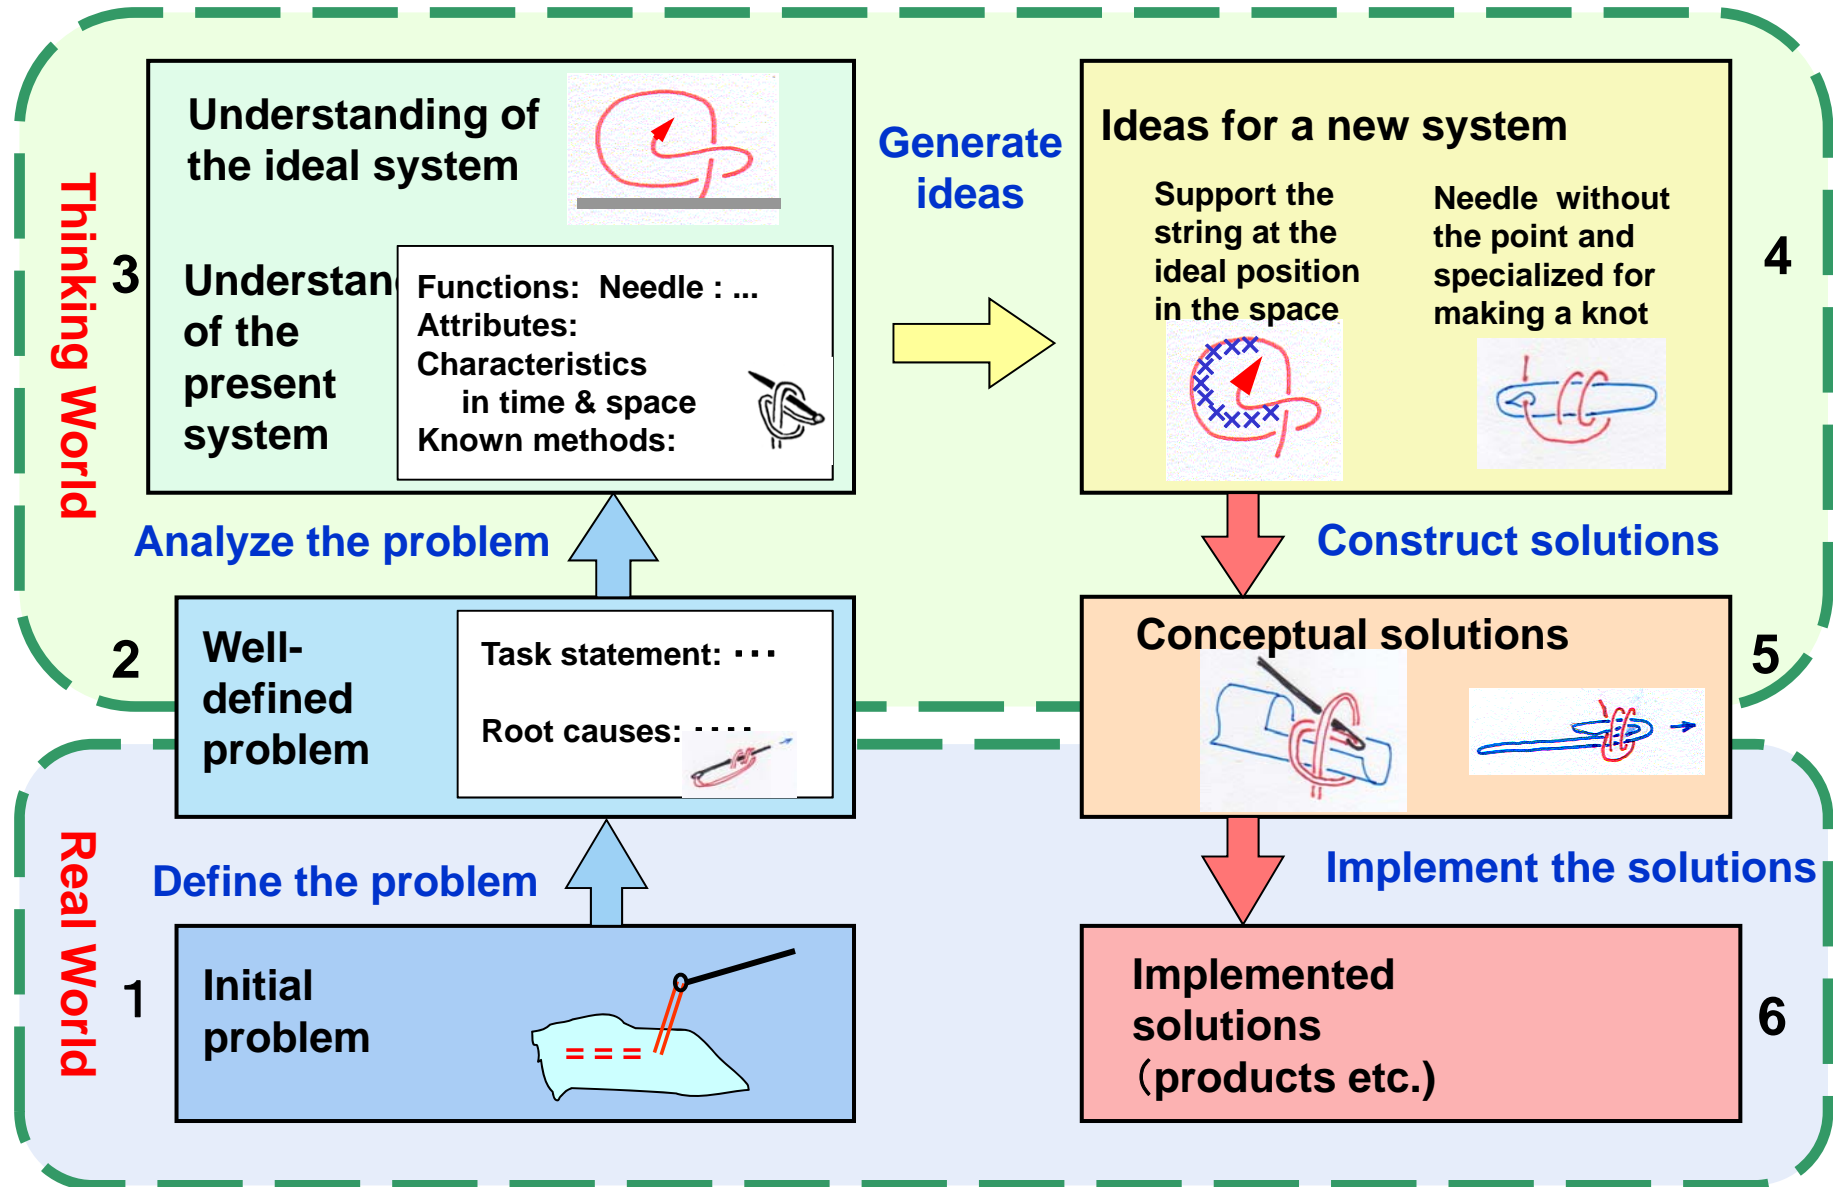 Thinking World
3
Understanding of
the ideal system
Understan
of the
present
system
Functions: Needle : ...
Attributes:
Characteristics
in time & space
Known methods:
Generate
ideas
Ideas for a new system
Support the
string at the
ideal position
in the space
Needle without
the point and
specialized for
making a knot
4
Analyze the problem
Construct solutions
2
Well-
defined
problem
Task statement: ･･･
Root causes: ････
Conceptual solutions
5
Real World
Define the problem
Implement the solutions
1
Initial
problem
Implemented
solutions
（products etc.)
6